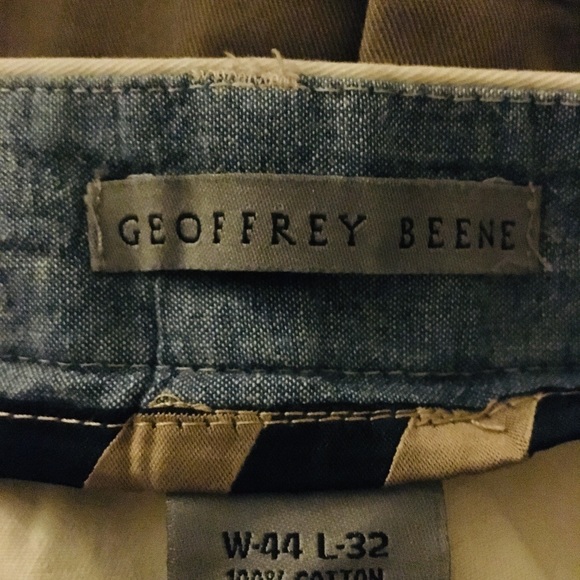 GEOFFREY BEENE
W-44 L-32
100% COTTON